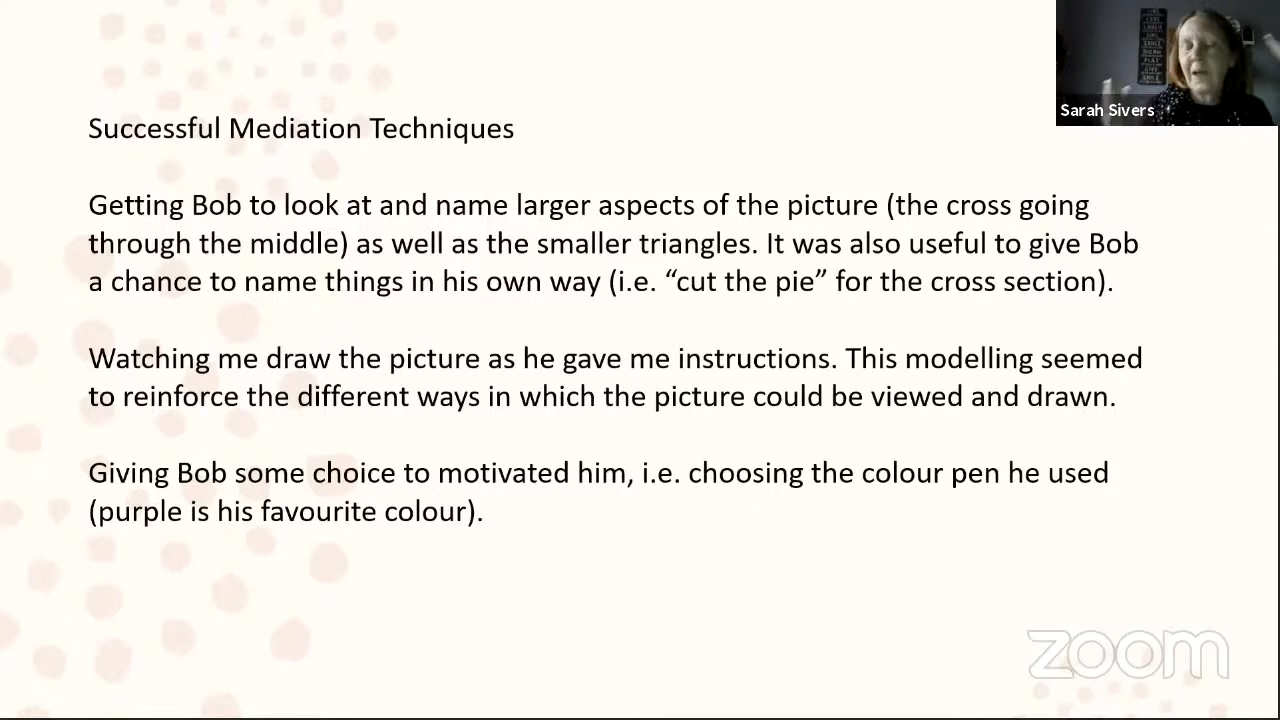 Successful Mediation Techniques
Getting Bob to look at and name larger aspects of the picture (the cross going
through the middle) as well as the smaller triangles. It was also useful to give Bob
a chance to name things in his own way (i.e. “cut the pie” for the cross section).
Watching me draw the picture as he gave me instructions. This modelling seemed
to reinforce the different ways in which the picture could be viewed and drawn.
Giving Bob some choice to motivated him, i.e. choosing the colour pen he used
(purple is his favourite colour).
Sarah Sivers
zoom